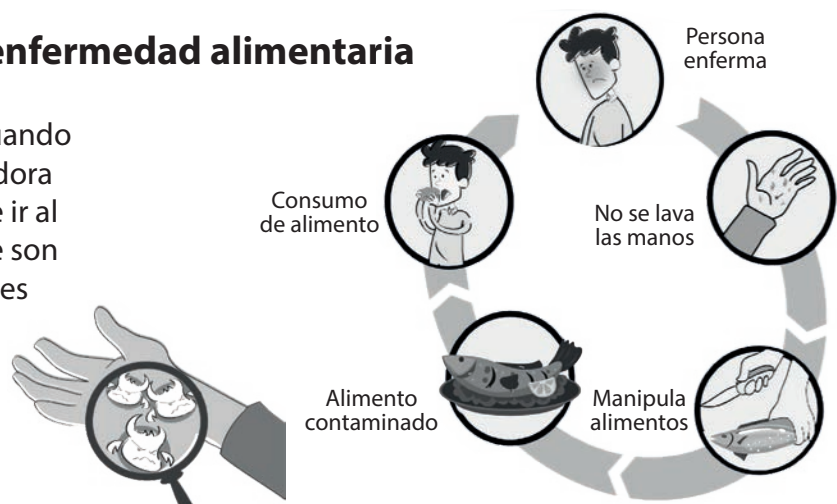 enfermedad alimentaria
uando
dora
ir al
e son
es
Persona
enferma
No se lava
las manos
Manipula
alimentos
Alimento
contaminado
Consumo
de alimento